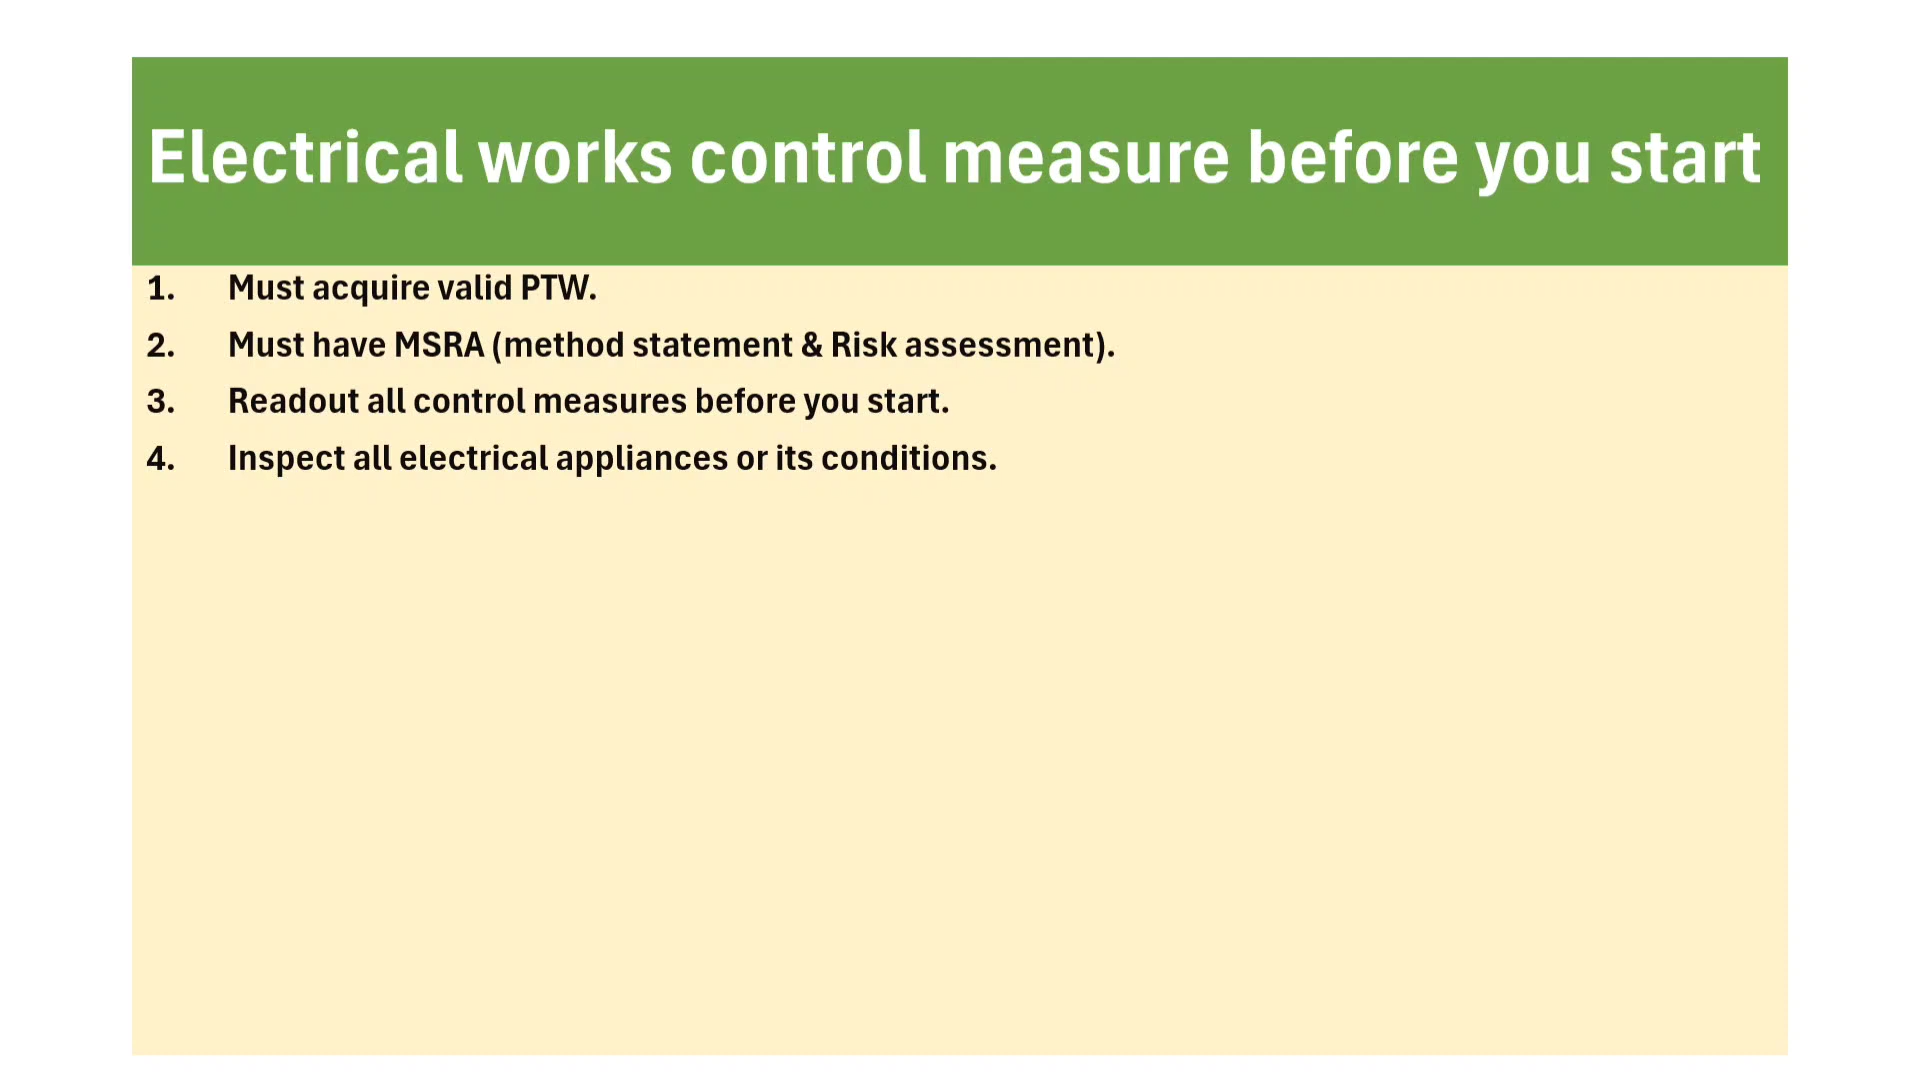 Electrical works control measure before you start
1. Must acquire valid PTW.
2. Must have MSRA (method statement & Risk assessment).
3. Readout all control measures before you start.
4. Inspect all electrical appliances or its conditions.